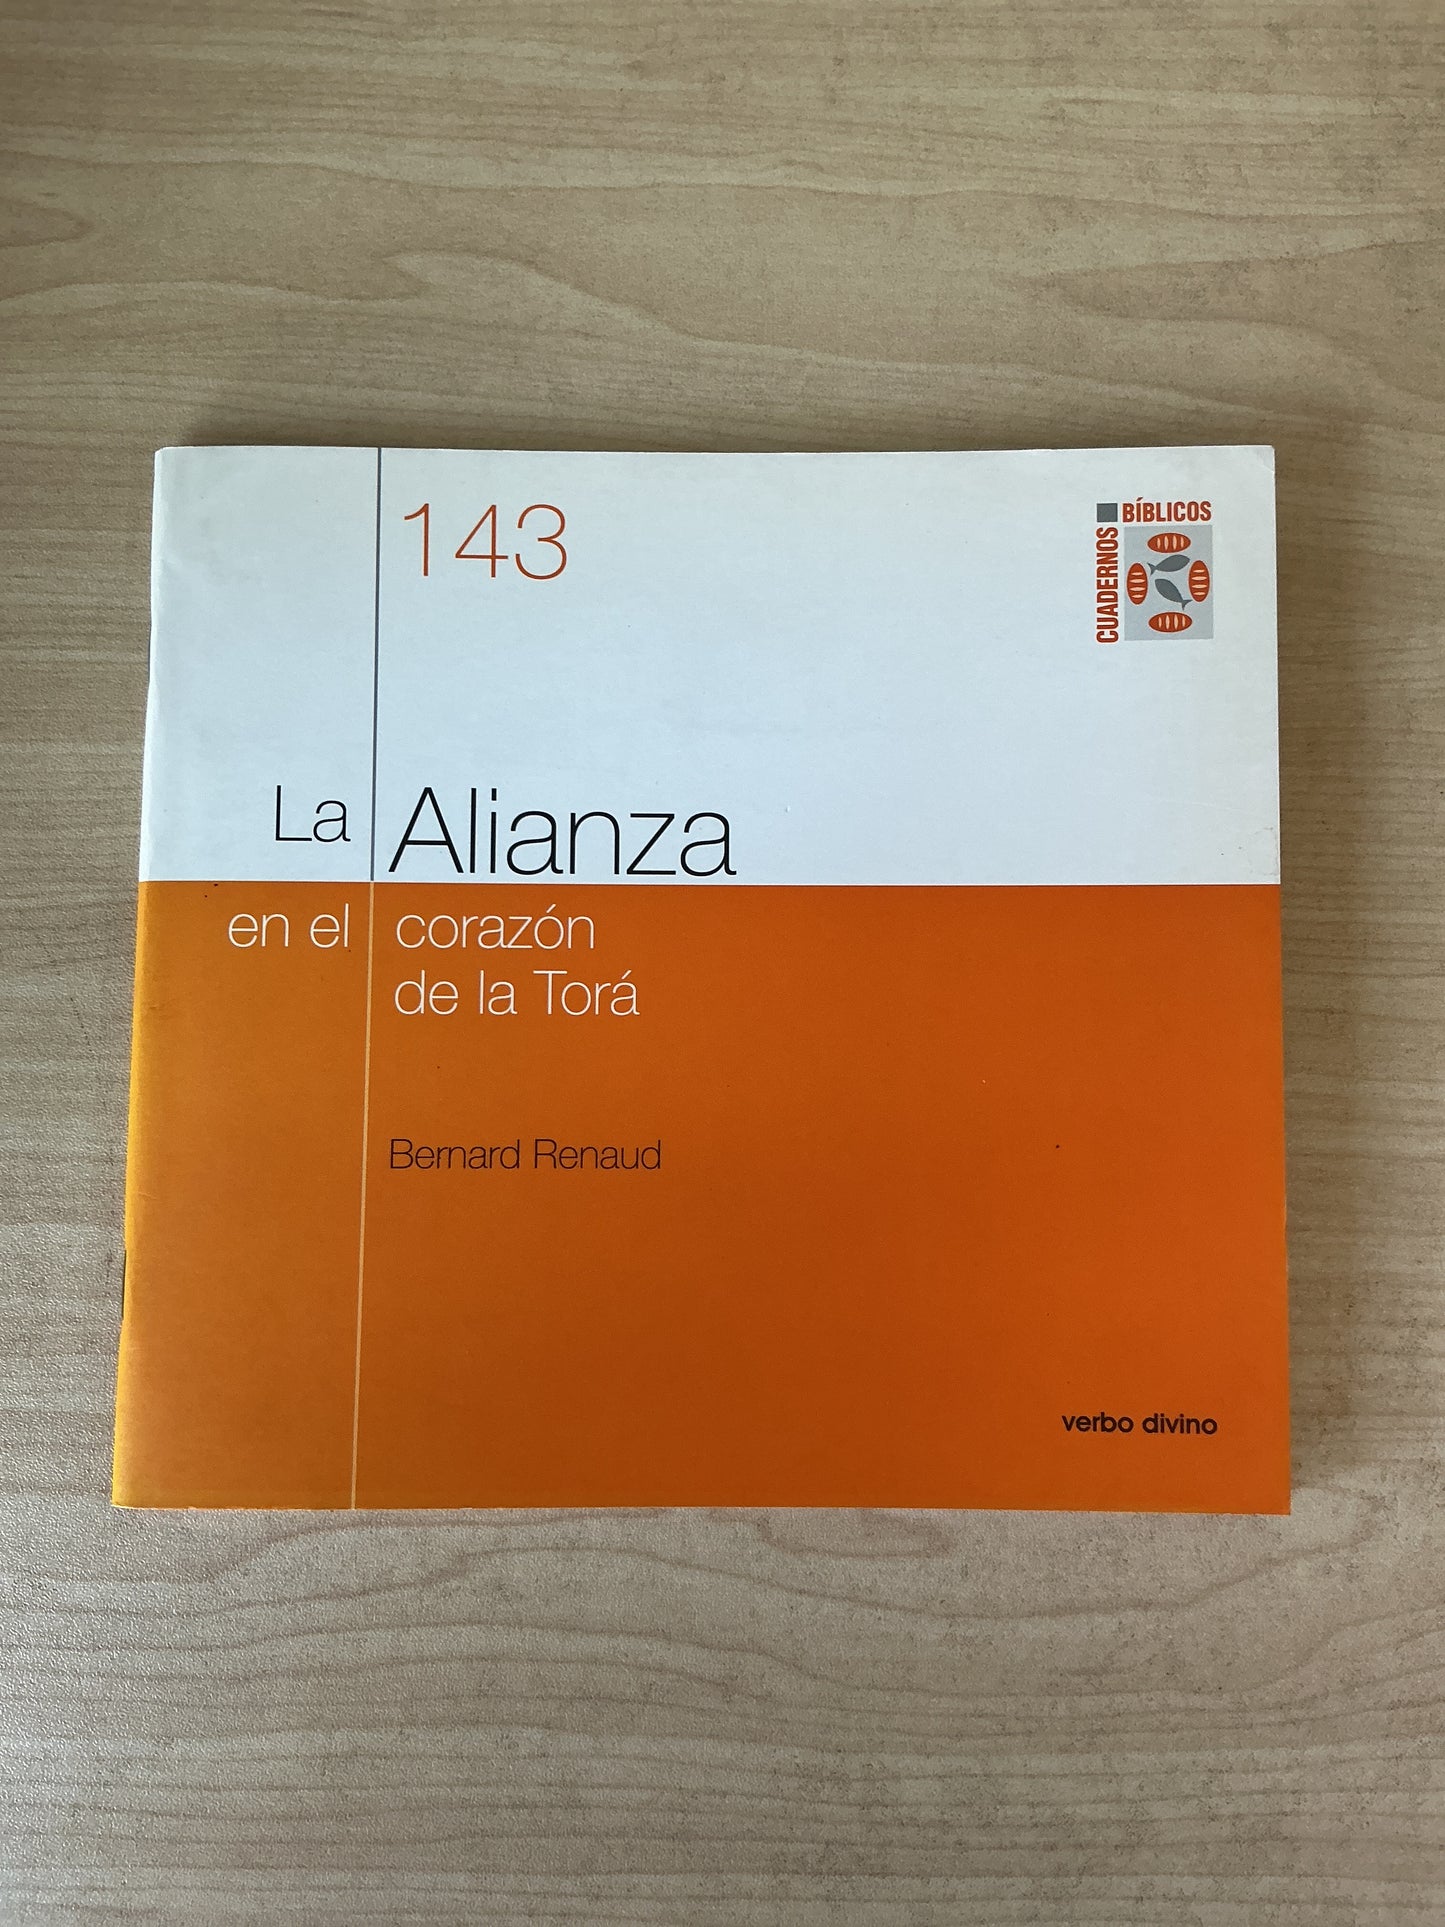 143
CUADERNOS
BÍBLICOS
La Alianza
en el corazón
de la Torá
Bernard Renaud
verbo divino